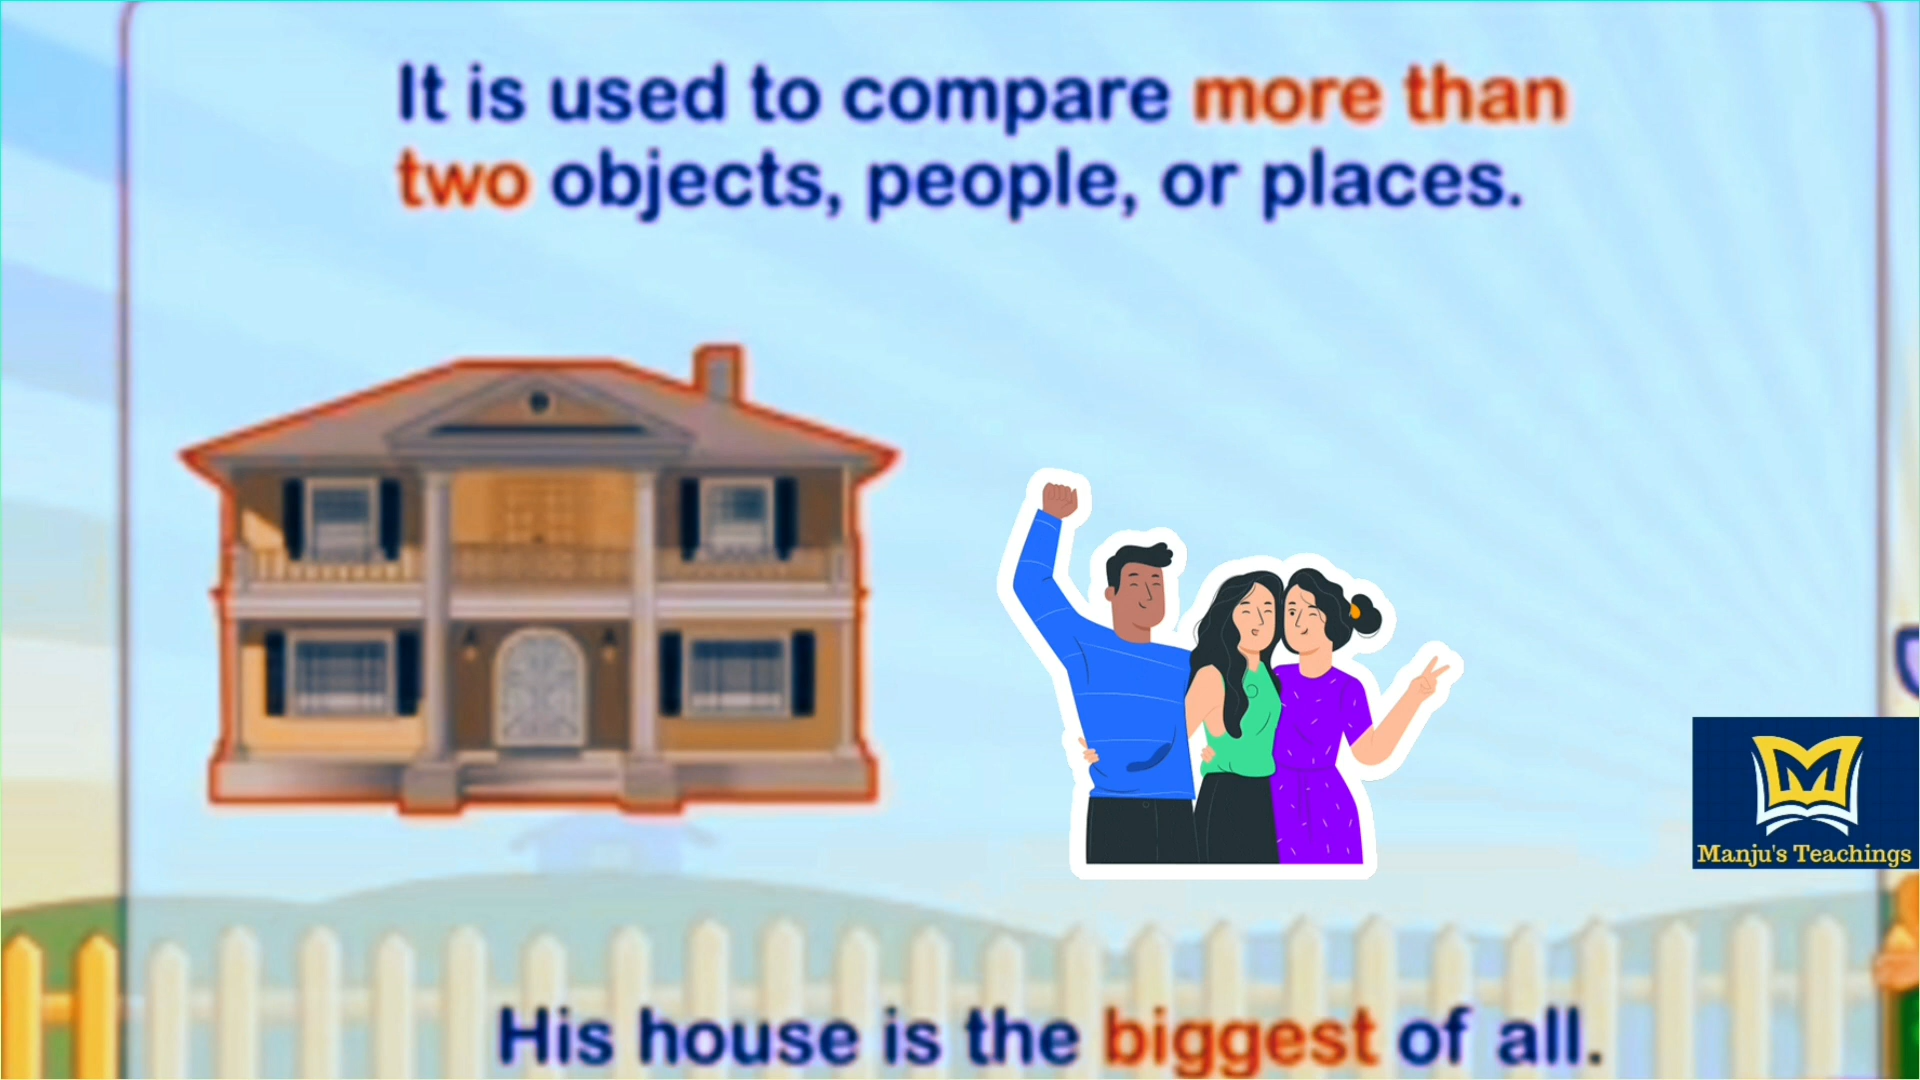 It is used to compare more than
two objects, people, or places.
Manju's Teachings
His house is the biggest of all.